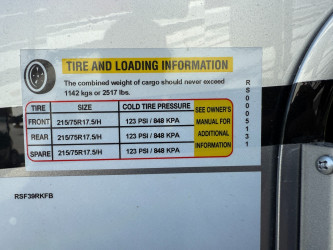 TIRE AND LOADING INFORMATION
The combined weight of cargo should never exceed
1142 kgs or 2517 lbs.
TIRE SIZE COLD TIRE PRESSURE
FRONT 215/75R17.5/H 123 PSI / 848 KPA
REAR 215/75R17.5/H 123 PSI / 848 KPA
SPARE 215/75R17.5/H 123 PSI / 848 KPA
SEE OWNER'S
MANUAL FOR
ADDITIONAL
INFORMATION
RS0005131
RSF39RKFB